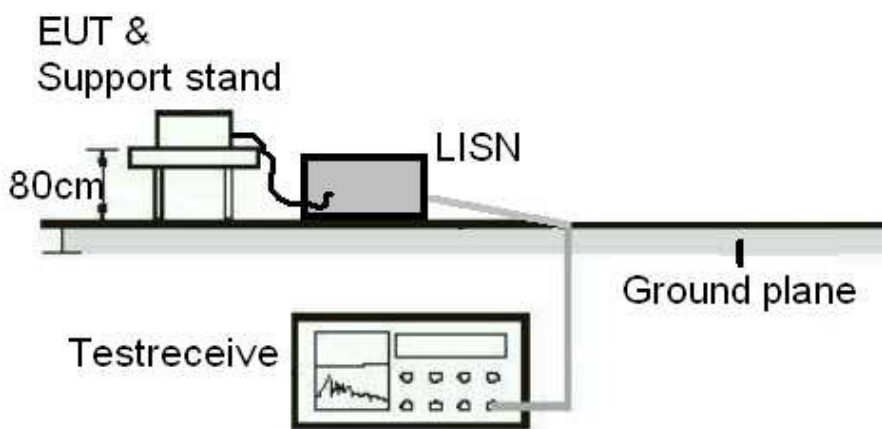 EUT &
Support stand
LISN
80cm
Ground plane
Testreceive